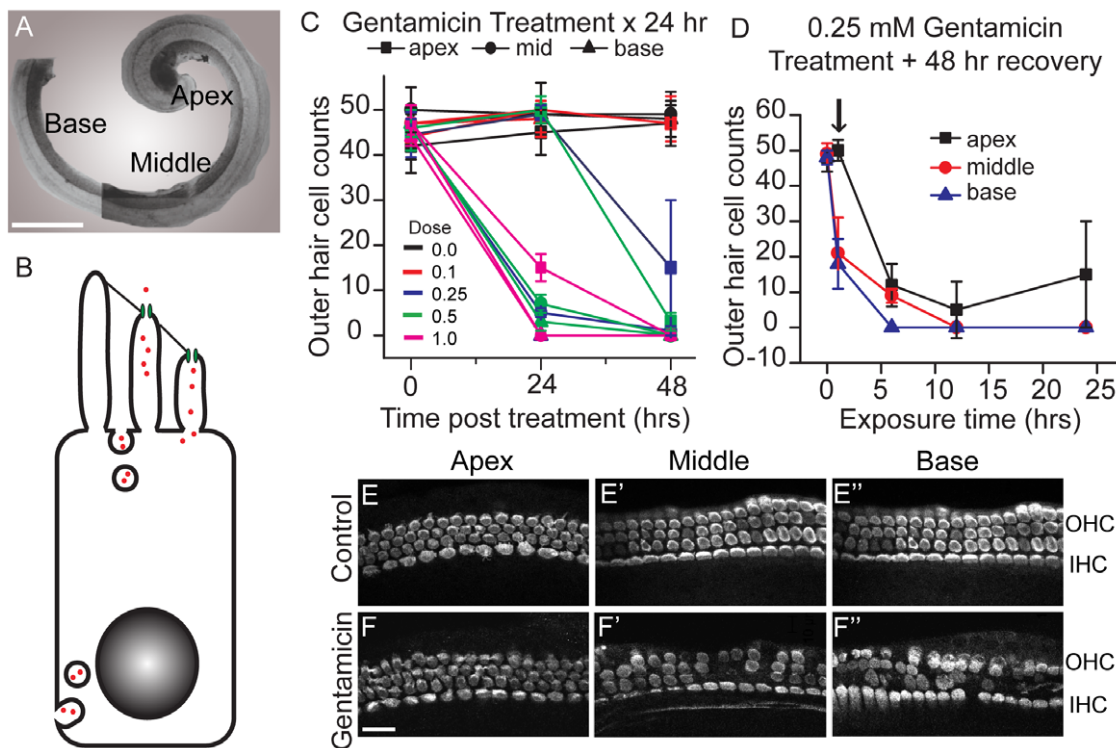 A
Apex
Base
Middle
B
C
Gentamicin Treatment x 24 hr
apex
mid
base
Outer hair cell counts
50
40
30
20
10
0
Dose
0.0
0.1
0.25
0.5
1.0
0
24
48
Time post treatment (hrs)
D
0.25 mM Gentamicin
Treatment + 48 hr recovery
Outer hair cell counts
60
50
40
30
20
10
0
-10
apex
middle
base
0
5
10
15
20
25
Exposure time (hrs)
Apex
Middle
Base
Control
E
E'
E"
OHC
IHC
Gentamicin
F
F'
F"
OHC
IHC